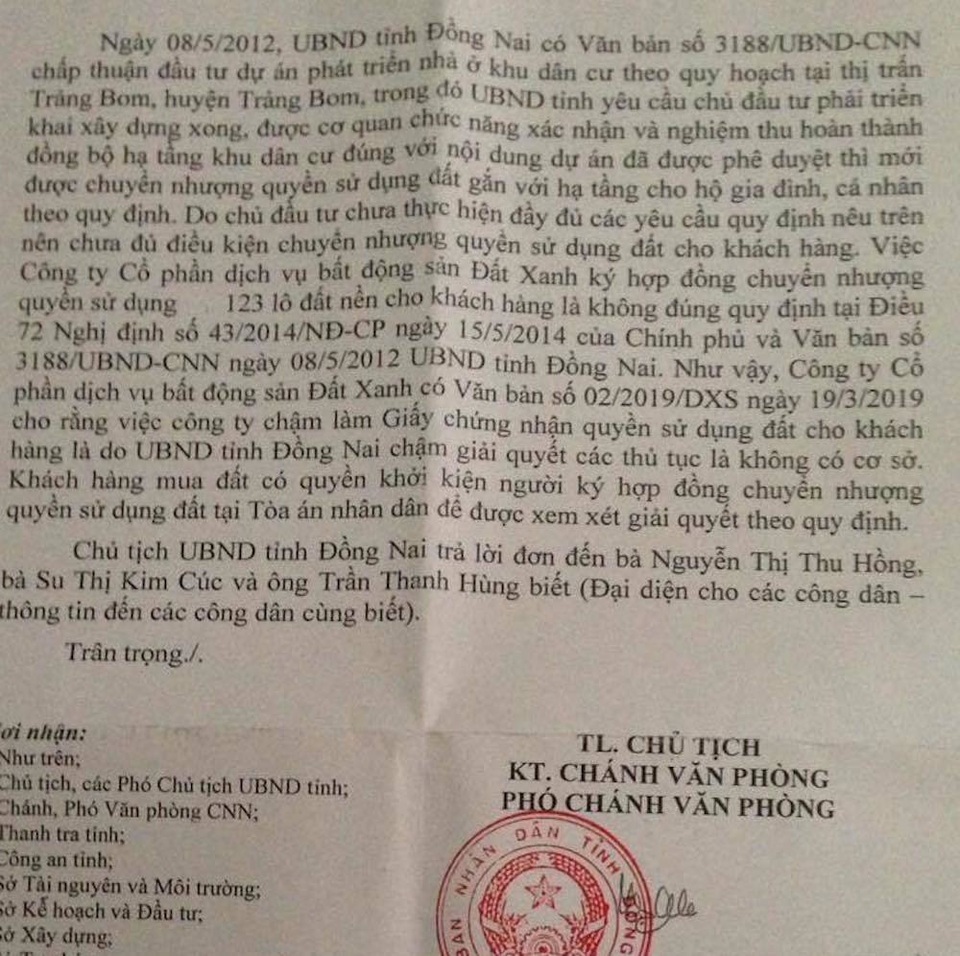 Ngày 08/5/2012, UBND tỉnh Đồng Nai có Văn bản số 3188/UBND-CNN
chấp thuận đầu tư dự án phát triển nhà ở khu dân cư theo quy hoạch tại thị trấn
Trảng Bom, huyện Trảng Bom, trong đó UBND tỉnh yêu cầu chủ đầu tư phải triển
khai xây dựng xong, được cơ quan chức năng xác nhận và nghiệm thu hoàn thành
đồng bộ hạ tầng khu dân cư đúng với nội dung dự án đã được phê duyệt thì mới
được chuyển nhượng quyền sử dụng đất gắn với hạ tầng cho hộ gia đình, cá nhân
theo quy định. Do chủ đầu tư chưa thực hiện đầy đủ các yêu cầu quy định nêu trên
nên chưa đủ điều kiện chuyển nhượng quyền sử dụng đất cho khách hàng. Việc
Công ty Cổ phần dịch vụ bất động sản Đất Xanh ký hợp đồng chuyển nhượng
quyền sử dụng 123 lô đất nền cho khách hàng là không đúng quy định tại Điều
72 Nghị định số 43/2014/NĐ-CP ngày 15/5/2014 của Chính phủ và Văn bản số
3188/UBND-CNN ngày 08/5/2012 UBND tỉnh Đồng Nai. Như vậy, Công ty Cổ
phần dịch vụ bất động sản Đất Xanh có Văn bản số 02/2019/DXS ngày 19/3/2019
cho rằng việc công ty chậm làm Giấy chứng nhận quyền sử dụng đất cho khách
hàng là do UBND tỉnh Đồng Nai chậm giải quyết các thủ tục là không có cơ sở.
Khách hàng mua đất có quyền khởi kiện người ký hợp đồng chuyển nhượng
quyền sử dụng đất tại Tòa án nhân dân để được xem xét giải quyết theo quy định.
Chủ tịch UBND tỉnh Đồng Nai trả lời đơn đến bà Nguyễn Thị Thu Hồng,
bà Su Thị Kim Cúc và ông Trần Thanh Hùng biết (Đại diện cho các công dân –
thông tin đến các công dân cùng biết).
Trân trọng./.
ơi nhận:
Như trên;
Chủ tịch, các Phó Chủ tịch UBND tỉnh;
Chánh, Phó Văn phòng CNN;
Thanh tra tỉnh;
Công an tỉnh;
Sở Tài nguyên và Môi trường;
Sở Kế hoạch và Đầu tư;
Sở Xây dựng;
TL. CHỦ TỊCH
KT. CHÁNH VĂN PHÒNG
PHÓ CHÁNH VĂN PHÒNG
BAN NHÂN DÂN TỈNH